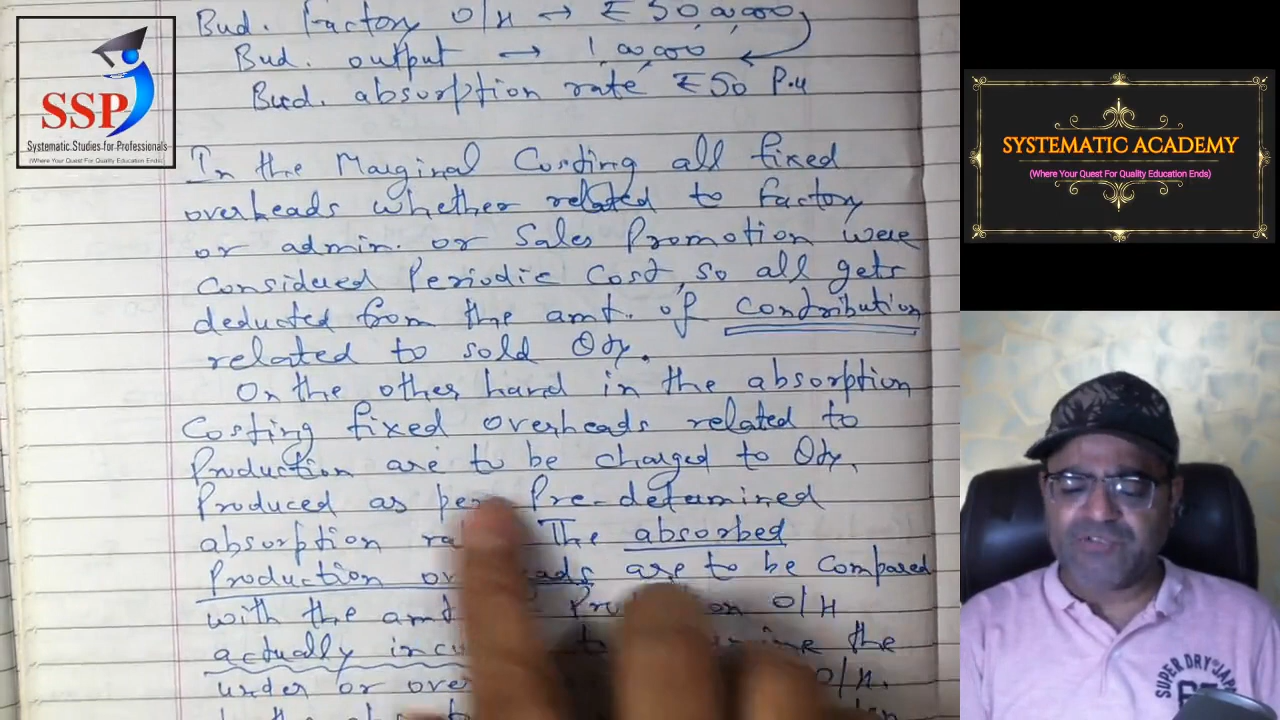 Bud. factory O/H → ₹ 50,00,000
Bud. output → 1,00,000
Bud. absorption rate ₹50 P.u
In the Marginal Costing all fixed
overheads whether related to factory
or admin. or Sales Promotion were
Considered Periodic Cost, so all gets
deducted from the amt. of contribution
related to sold Qty.
On the other hand in the absorption
Costing fixed overheads related to
Production are to be charged to Qty.
Produced as per Pre-determined
absorption The absorbed
Production are to be Compared
with the amt O/H
actually the
under or over O/H.
SSP
Systematic Studies for Professionals
(Where Your Quest For Quality Education Ends)
SYSTEMATIC ACADEMY
(Where Your Quest For Quality Education Ends)
SUPER DRY JAPA